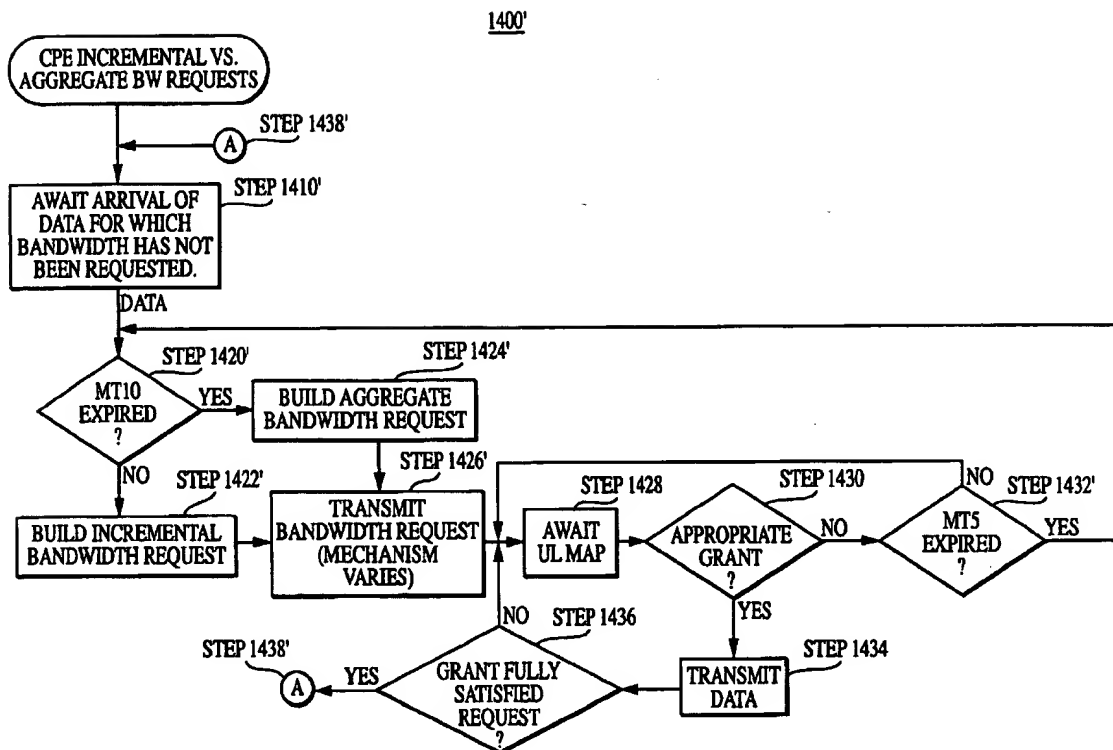 1400'
CPE INCREMENTAL VS.
AGGREGATE BW REQUESTS
A
STEP 1438'
STEP 1410'
AWAIT ARRIVAL OF
DATA FOR WHICH
BANDWIDTH HAS NOT
BEEN REQUESTED.
DATA
STEP 1420'
MT10
EXPIRED
?
YES
NO
STEP 1424'
BUILD AGGREGATE
BANDWIDTH REQUEST
STEP 1422'
BUILD INCREMENTAL
BANDWIDTH REQUEST
STEP 1426'
TRANSMIT
BANDWIDTH REQUEST
(MECHANISM
VARIES)
STEP 1428
AWAIT
UL MAP
STEP 1430
APPROPRIATE
GRANT
?
NO
YES
NO
STEP 1432'
MT5
EXPIRED
?
YES
STEP 1434
TRANSMIT
DATA
STEP 1436
GRANT FULLY
SATISFIED
REQUEST
?
NO
YES
STEP 1438'
A